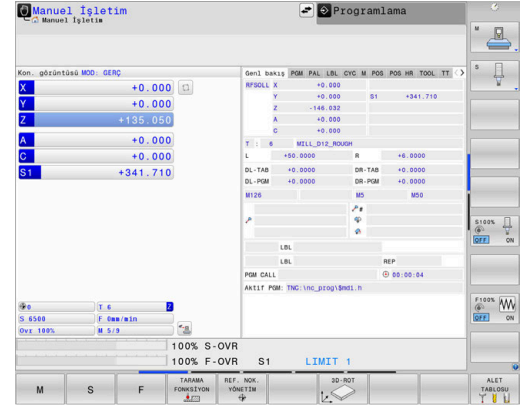 Manuel İşletim
Manuel İşletim
Programlama
Kon. görüntüsü MOD: GERÇ
X +0.000
Y +0.000
Z +135.050
A +0.000
C +0.000
S1 +341.710
0 T 6 Z
S 6500 F 0mm/min
Ovr 100% M 5/9
Genl bakış PGM PAL LBL CYC M POS POS HR TOOL TT
RFSOLL X +0.000
Y +0.000 S1 +341.710
Z -146.032
A +0.000
C +0.000
T : 6 MILL_D12_ROUGH
L +50.0000 R +6.0000
DL-TAB +0.0000 DR-TAB +0.0000
DL-PGM +0.0000 DR-PGM +0.0000
M126 M5 M50
P P#
LBL
LBL REP
PGM CALL 00:00:04
Aktif PGM: TNC:\nc_prog\$mdi.h
100% S-OVR
100% F-OVR S1 LIMIT 1
M
S
F
TARAMA
FONKSİYON
REF. NOK.
YÖNETİM
3D-ROT
ALET
TABLOSU
M
S
S100%
OFF ON
F100%
OFF ON